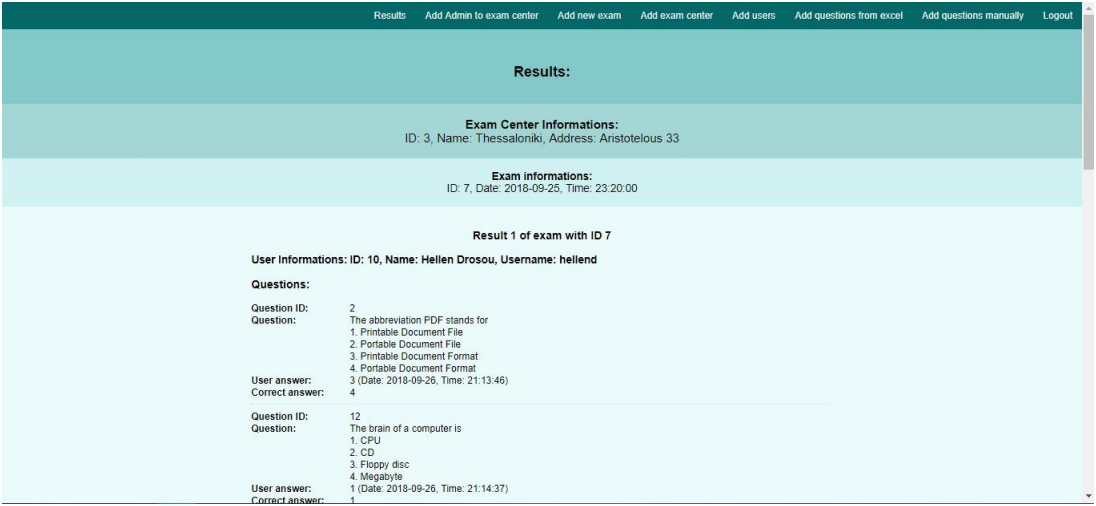 Results Add Admin to exam center Add new exam Add exam center Add users Add questions from excel Add questions manually Logout
Results:
Exam Center Informations:
ID: 3, Name: Thessaloniki, Address: Aristotelous 33
Exam informations:
ID: 7, Date: 2018-09-25, Time: 23:20:00
Result 1 of exam with ID 7
User Informations: ID: 10, Name: Hellen Drosou, Username: hellend
Questions:
Question ID: 2
Question: The abbreviation PDF stands for
1. Printable Document File
2. Portable Document File
3. Printable Document Format
4. Portable Document Format
User answer: 3 (Date: 2018-09-26, Time: 21:13:46)
Correct answer: 4
Question ID: 12
Question: The brain of a computer is
1. CPU
2. CD
3. Floppy disc
4. Megabyte
User answer: 1 (Date: 2018-09-26, Time: 21:14:37)
Correct answer: 1